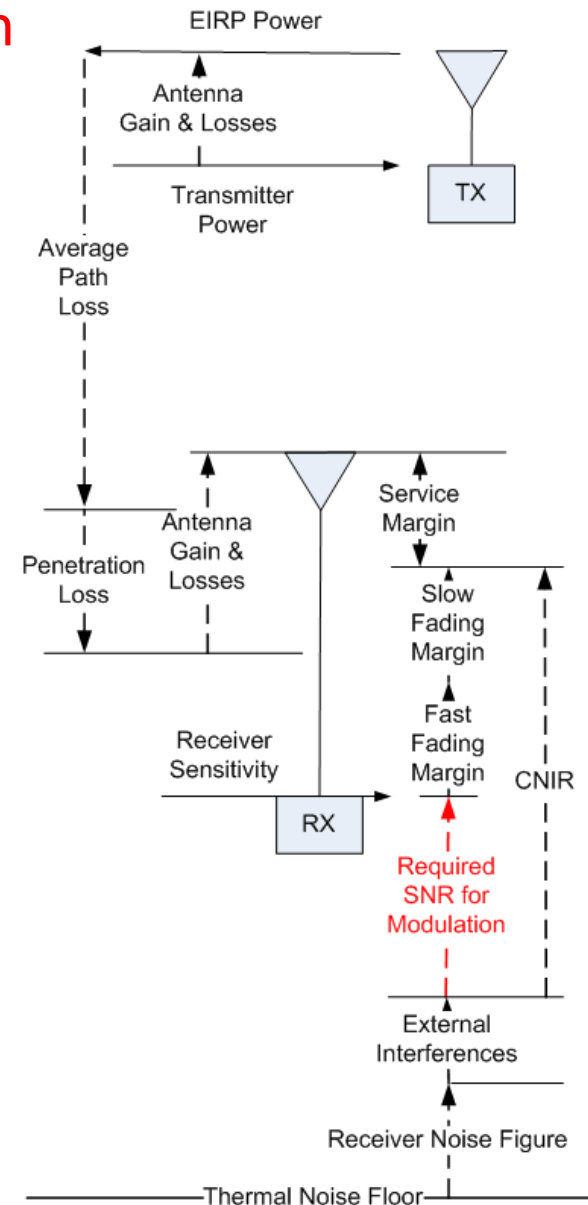 n
EIRP Power
Antenna
Gain & Losses
TX
Transmitter
Power
Average
Path
Loss
Service
Margin
Antenna
Gain &
Losses
Penetration
Loss
Slow
Fading
Margin
Fast
Fading
Margin
Receiver
Sensitivity
CNIR
RX
Required
SNR for
Modulation
External
Interferences
Receiver Noise Figure
Thermal Noise Floor